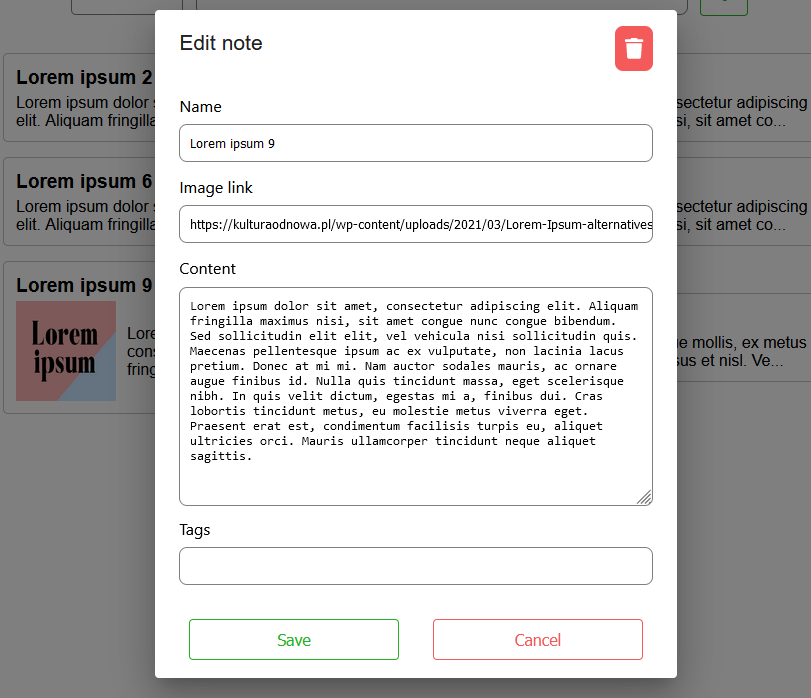 Edit note
Name
Lorem ipsum 9
Image link
https://kulturaodnowa.pl/wp-content/uploads/2021/03/Lorem-Ipsum-alternatives
Content
Lorem ipsum dolor sit amet, consectetur adipiscing elit. Aliquam
fringilla maximus nisi, sit amet congue nunc congue bibendum.
Sed sollicitudin elit elit, vel vehicula nisi sollicitudin quis.
Maecenas pellentesque ipsum ac ex vulputate, non lacinia lacus
pretium. Donec at mi mi. Nam auctor sodales mauris, ac ornare
augue finibus id. Nulla quis tincidunt massa, eget scelerisque
nibh. In quis velit dictum, egestas mi a, finibus dui. Cras
lobortis tincidunt metus, eu molestie metus viverra eget.
Praesent erat est, condimentum facilisis turpis eu, aliquet
ultricies orci. Mauris ullamcorper tincidunt neque aliquet
sagittis.
Tags
Save
Cancel
Lorem ipsum 2
Lorem ipsum dolor
elit. Aliquam fringilla
sectetur adipiscing
si, sit amet co...
Lorem ipsum 6
Lorem ipsum dolor
elit. Aliquam fringilla
sectetur adipiscing
si, sit amet co...
Lorem ipsum 9
Lorem
ipsum
Lore
cons
fring
e mollis, ex metus
us et nisl. Ve...